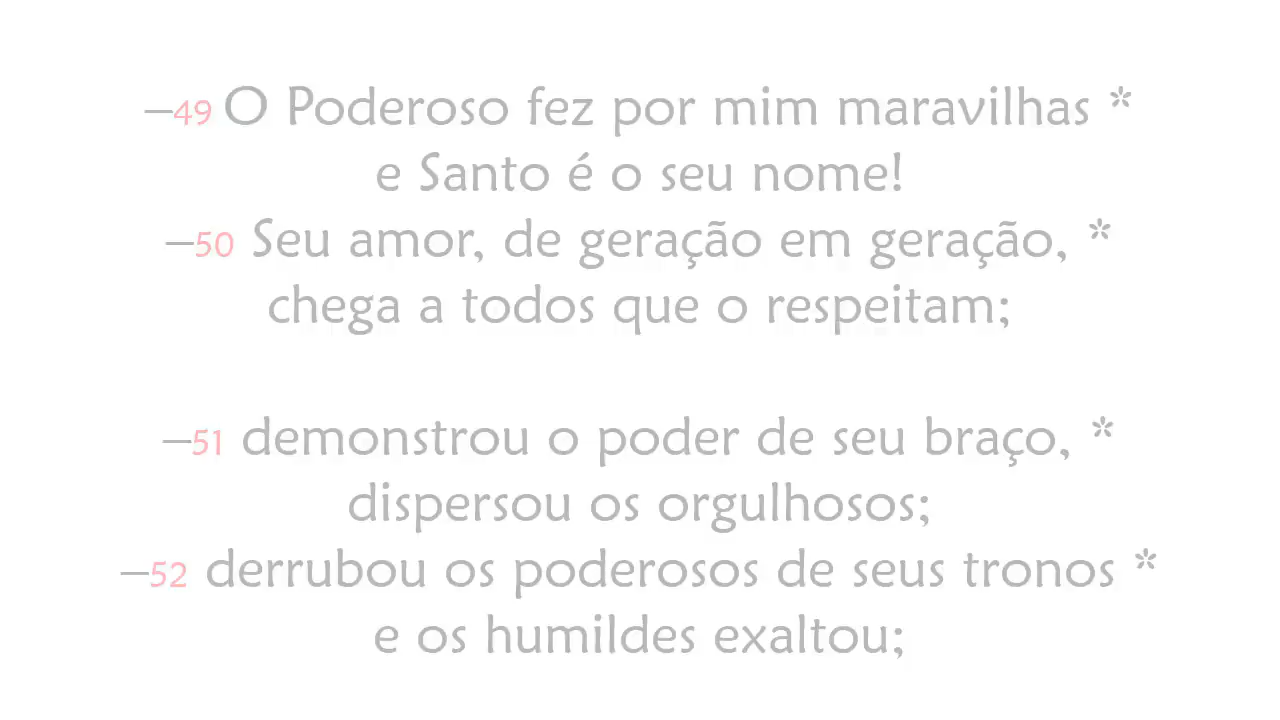 –49 O Poderoso fez por mim maravilhas *
e Santo é o seu nome!
–50 Seu amor, de geração em geração, *
chega a todos que o respeitam;
–51 demonstrou o poder de seu braço, *
dispersou os orgulhosos;
–52 derrubou os poderosos de seus tronos *
e os humildes exaltou;